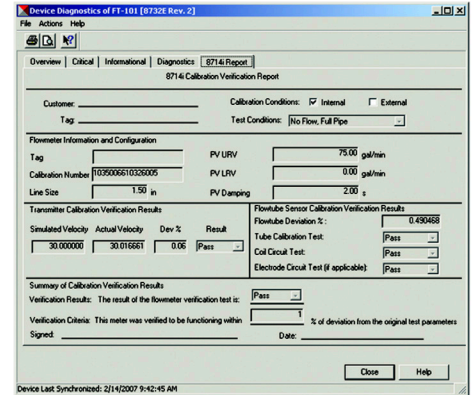 Device Diagnostics of FT-101 [8732E Rev. 2]
File Actions Help
Overview Critical Informational Diagnostics 8714i Report
8714i Calibration Verification Report
Customer: Calibration Conditions: Internal External
Tag: Test Conditions: No Flow, Full Pipe
Flowmeter Information and Configuration
Tag PV URV 75.00 gal/min
Calibration Number 1035006610326005 PV LRV 0.00 gal/min
Line Size 1.50 in PV Damping 2.00 s
Transmitter Calibration Verification Results Flowtube Sensor Calibration Verification Results
Flowtube Deviation %: 0.490468
Simulated Velocity Actual Velocity Dev % Result Tube Calibration Test: Pass
30.000000 30.016661 0.06 Pass Coil Circuit Test: Pass
Electrode Circuit Test (if applicable): Pass
Summary of Calibration Verification Results
Verification Results: The result of the flowmeter verification test is: Pass
Verification Criteria: This meter was verified to be functioning within 1 % of deviation from the original test parameters
Signed: Date:
Close Help
Device Last Synchronized: 2/14/2007 9:42:45 AM